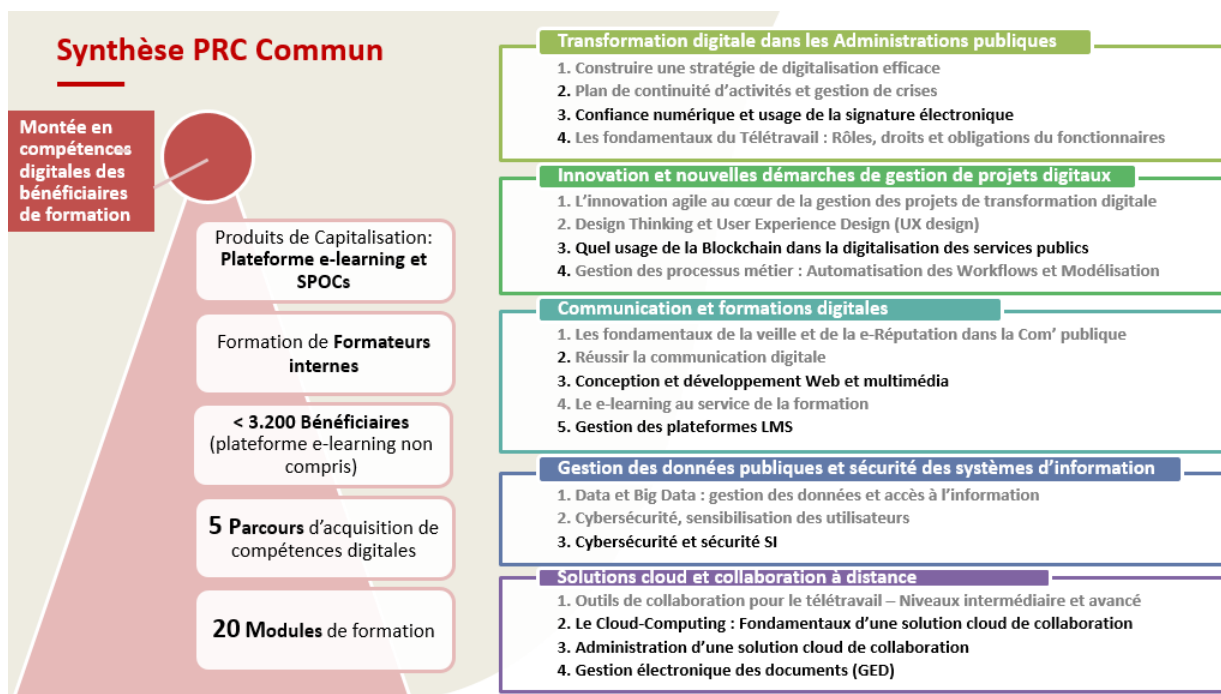 Synthèse PRC Commun
Montée en
compétences
digitales des
bénéficiaires
de formation
Produits de Capitalisation:
Plateforme e-learning et
SPOCs
Formation de Formateurs
internes
< 3.200 Bénéficiaires
(plateforme e-learning non
compris)
5 Parcours d'acquisition de
compétences digitales
20 Modules de formation
Transformation digitale dans les Administrations publiques
1. Construire une stratégie de digitalisation efficace
2. Plan de continuité d'activités et gestion de crises
3. Confiance numérique et usage de la signature électronique
4. Les fondamentaux du Télétravail : Rôles, droits et obligations du fonctionnaires
Innovation et nouvelles démarches de gestion de projets digitaux
1. L'innovation agile au cœur de la gestion des projets de transformation digitale
2. Design Thinking et User Experience Design (UX design)
3. Quel usage de la Blockchain dans la digitalisation des services publics
4. Gestion des processus métier : Automatisation des Workflows et Modélisation
Communication et formations digitales
1. Les fondamentaux de la veille et de la e-Réputation dans la Com' publique
2. Réussir la communication digitale
3. Conception et développement Web et multimédia
4. Le e-learning au service de la formation
5. Gestion des plateformes LMS
Gestion des données publiques et sécurité des systèmes d'information
1. Data et Big Data : gestion des données et accès à l'information
2. Cybersécurité, sensibilisation des utilisateurs
3. Cybersécurité et sécurité SI
Solutions cloud et collaboration à distance
1. Outils de collaboration pour le télétravail – Niveaux intermédiaire et avancé
2. Le Cloud-Computing : Fondamentaux d'une solution cloud de collaboration
3. Administration d'une solution cloud de collaboration
4. Gestion électronique des documents (GED)